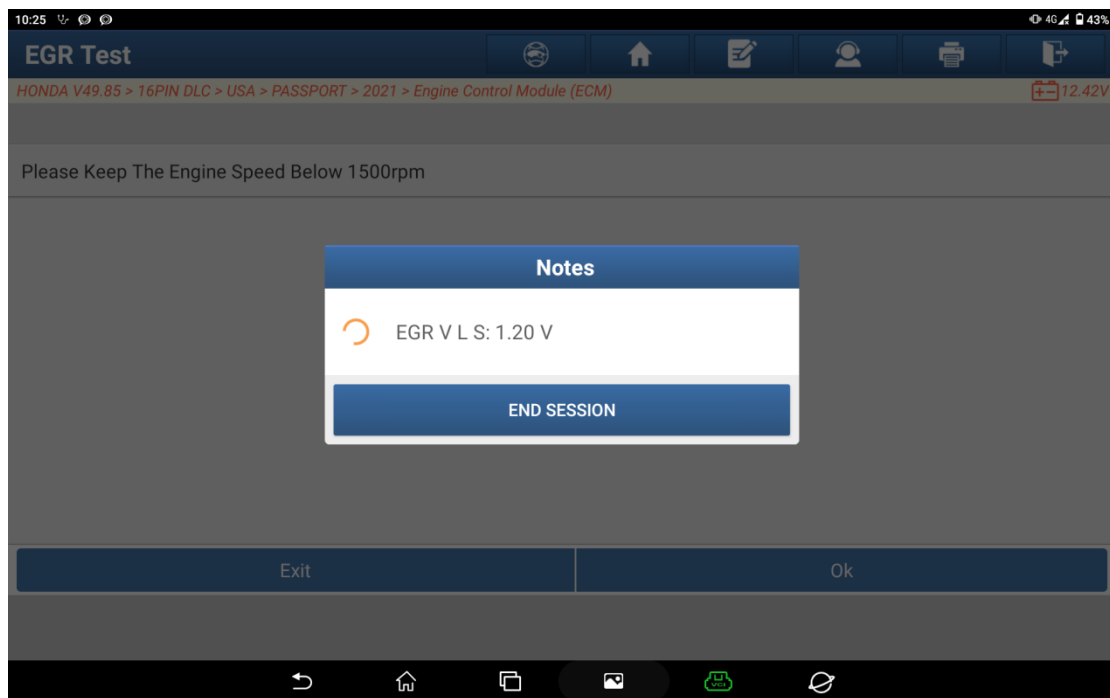 10:25 4G 43%
EGR Test
HONDA V49.85 > 16PIN DLC > USA > PASSPORT > 2021 > Engine Control Module (ECM) 12.42V
Please Keep The Engine Speed Below 1500rpm
Notes
EGR V L S: 1.20 V
END SESSION
Exit Ok
VCI